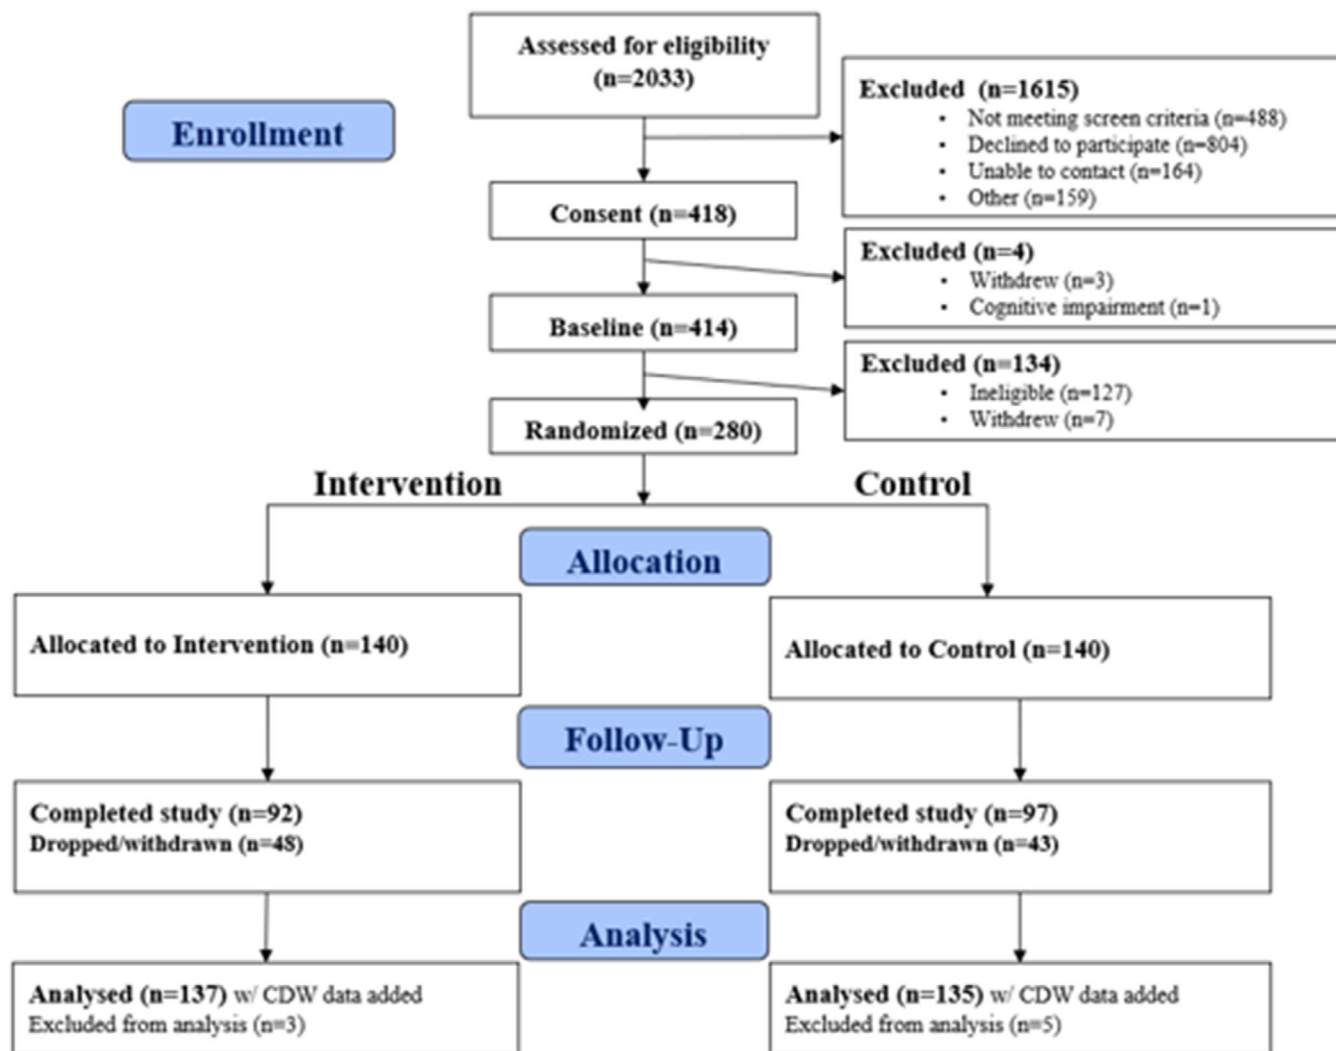 Assessed for eligibility
(n=2033)
Enrollment
Excluded (n=1615)
• Not meeting screen criteria (n=488)
• Declined to participate (n=804)
• Unable to contact (n=164)
• Other (n=159)
Consent (n=418)
Excluded (n=4)
• Withdrew (n=3)
• Cognitive impairment (n=1)
Baseline (n=414)
Excluded (n=134)
• Ineligible (n=127)
• Withdrew (n=7)
Randomized (n=280)
Intervention
Control
Allocation
Allocated to Intervention (n=140)
Allocated to Control (n=140)
Follow-Up
Completed study (n=92)
Dropped/withdrawn (n=48)
Completed study (n=97)
Dropped/withdrawn (n=43)
Analysis
Analysed (n=137) w/ CDW data added
Excluded from analysis (n=3)
Analysed (n=135) w/ CDW data added
Excluded from analysis (n=5)